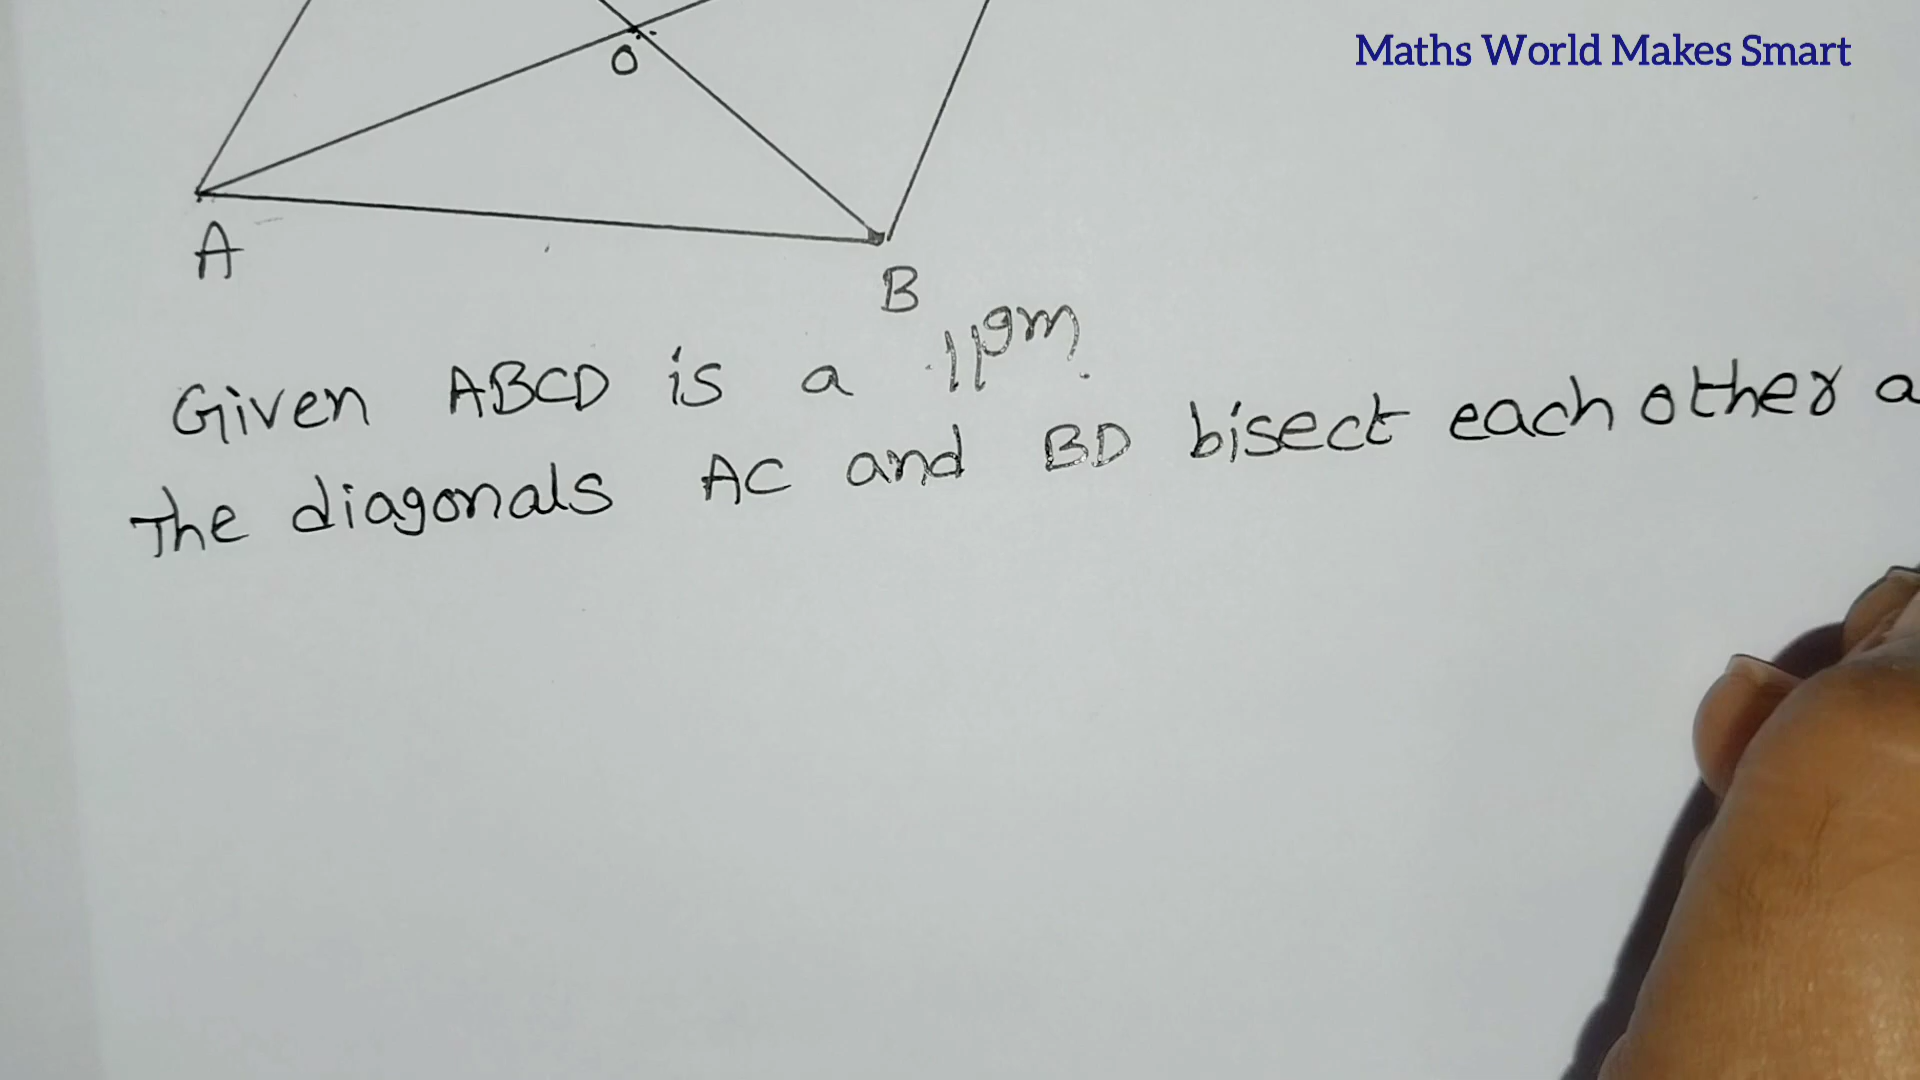 Maths World Makes Smart
O
A
B
Given ABCD is a ||gm.
The diagonals AC and BD bisect each other a